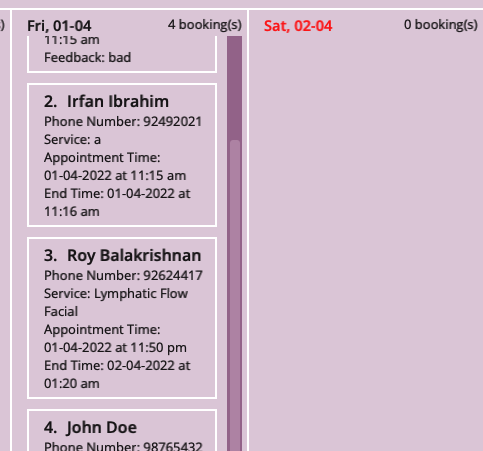 )
Fri, 01-04
4 booking(s)
Sat, 02-04
0 booking(s)
11:15 am
Feedback: bad
2. Irfan Ibrahim
Phone Number: 92492021
Service: a
Appointment Time:
01-04-2022 at 11:15 am
End Time: 01-04-2022 at
11:16 am
3. Roy Balakrishnan
Phone Number: 92624417
Service: Lymphatic Flow
Facial
Appointment Time:
01-04-2022 at 11:50 pm
End Time: 02-04-2022 at
01:20 am
4. John Doe
Phone Number: 98765432